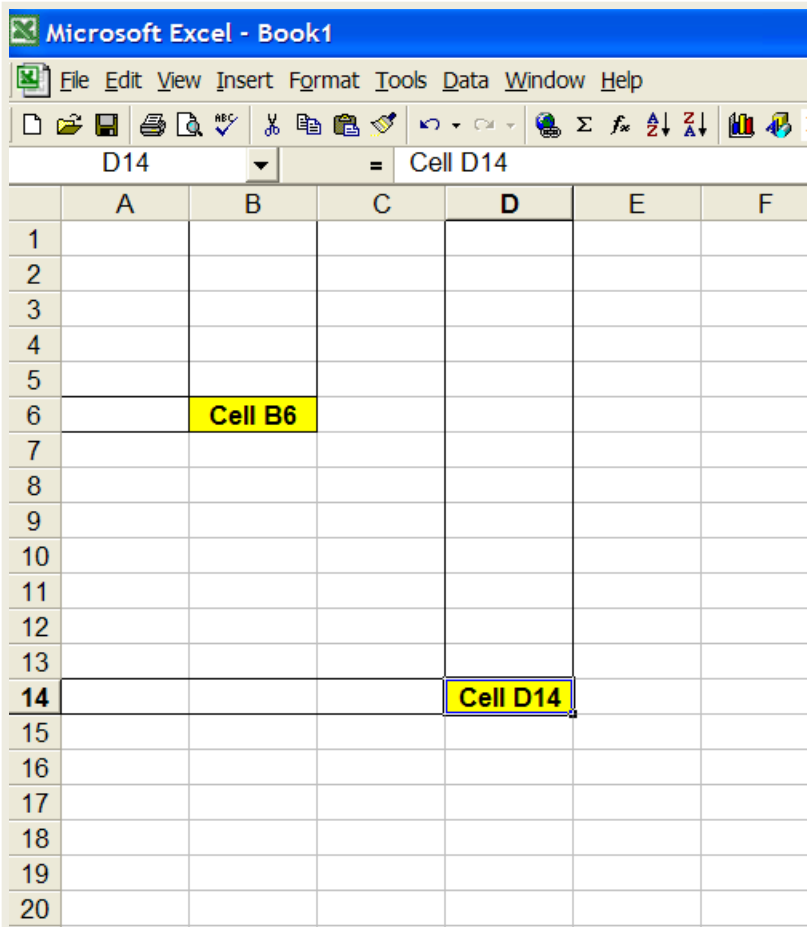 Microsoft Excel - Book1
File Edit View Insert Format Tools Data Window Help
ABC Σ fx A Z Z A
D14 = Cell D14
A B C D E F
1
2
3
4
5
6 Cell B6
7
8
9
10
11
12
13
14 Cell D14
15
16
17
18
19
20